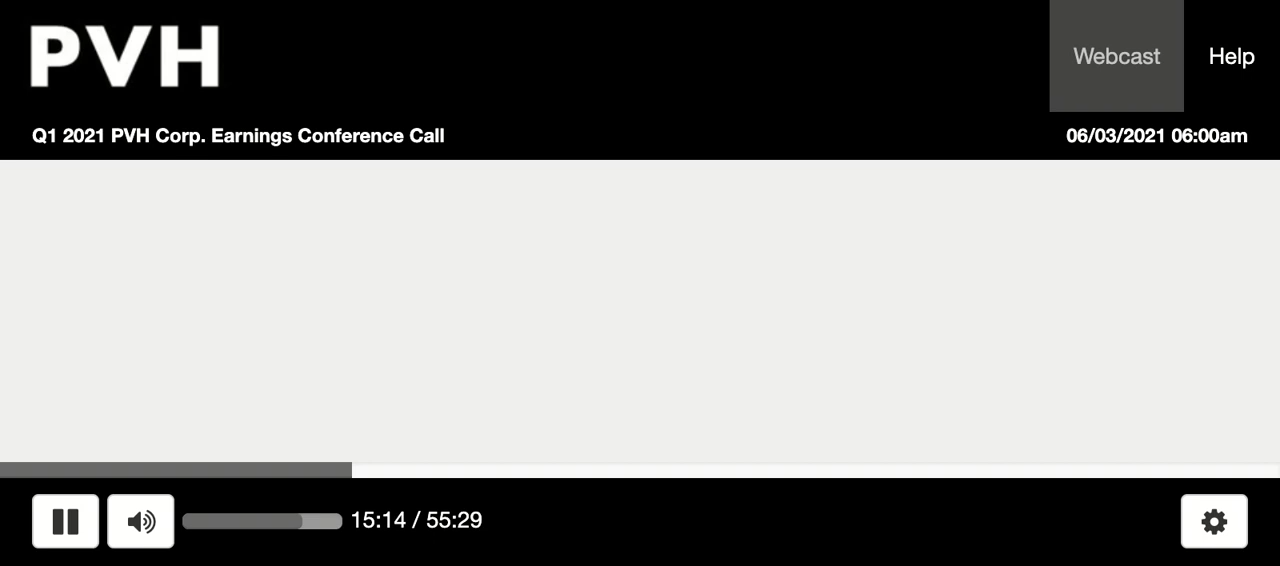 PVH
Webcast
Help
Q1 2021 PVH Corp. Earnings Conference Call
06/03/2021 06:00am
15:14 / 55:29